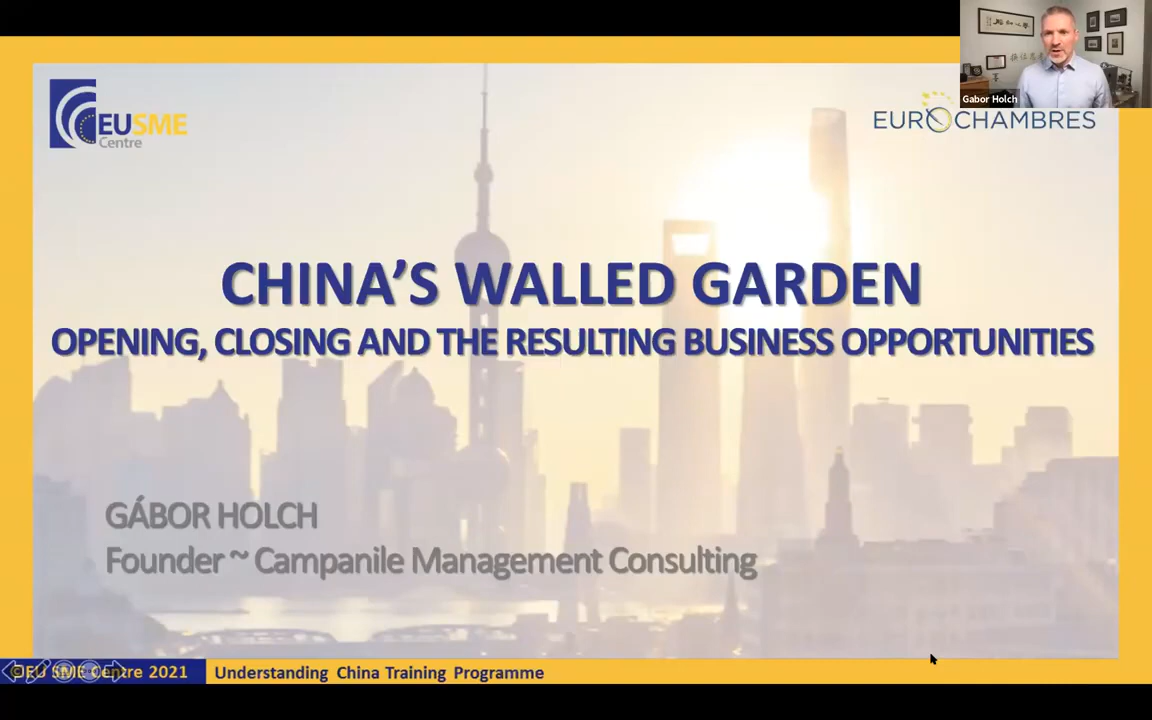 EUSME
Centre
EUROCHAMBRES
Gabor Holch
CHINA'S WALLED GARDEN
OPENING, CLOSING AND THE RESULTING BUSINESS OPPORTUNITIES
GÁBOR HOLCH
Founder ~ Campanile Management Consulting
©EU SME Centre 2021
Understanding China Training Programme